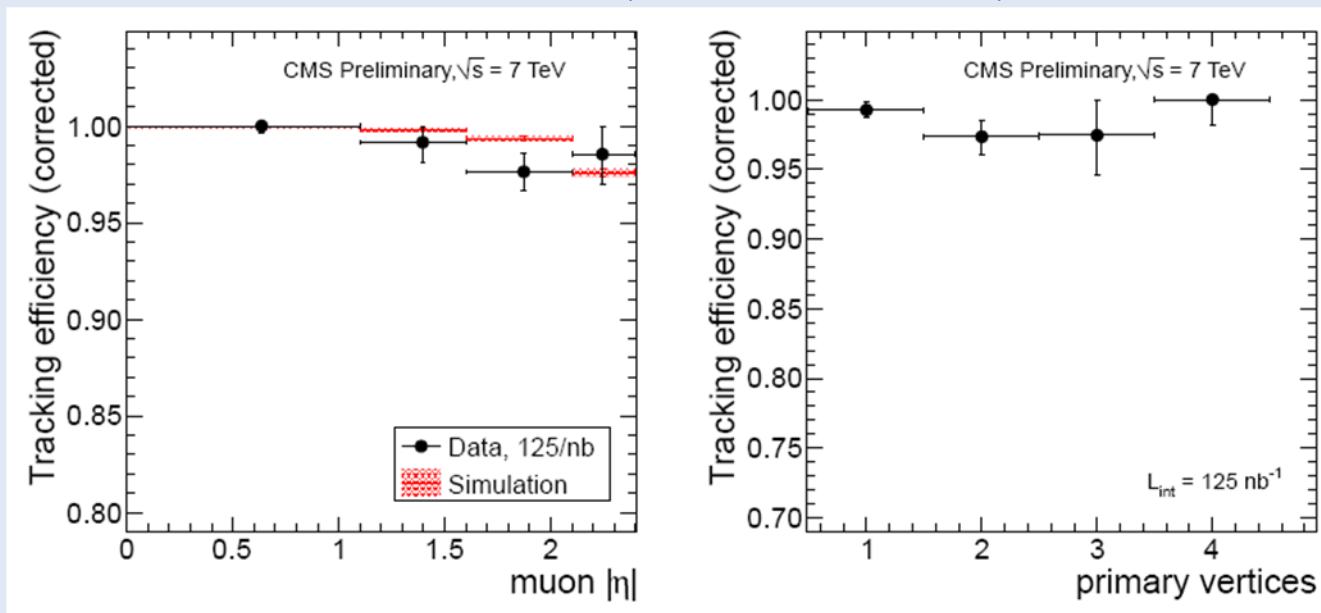 CMS Preliminary,√s = 7 TeV
Tracking efficiency (corrected)
1.00
0.95
0.90
0.85
0.80
Data, 125/nb
Simulation
0 0.5 1 1.5 2
muon |η|
CMS Preliminary,√s = 7 TeV
Tracking efficiency (corrected)
1.00
0.95
0.90
0.85
0.80
0.75
0.70
L_int = 125 nb⁻¹
1 2 3 4
primary vertices